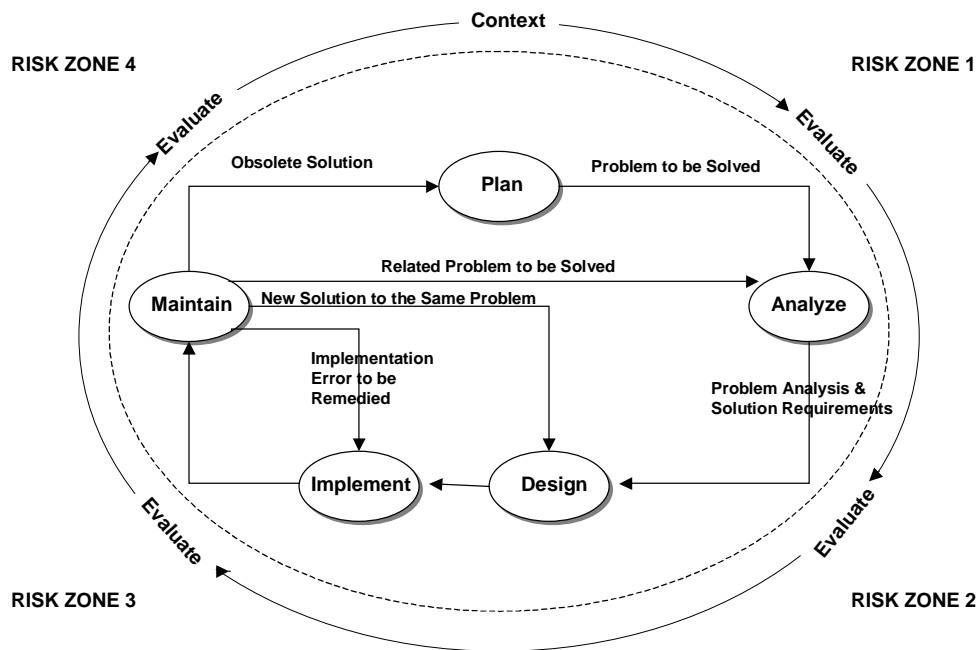 Context
RISK ZONE 4
RISK ZONE 1
Evaluate
Evaluate
Obsolete Solution
Plan
Problem to be Solved
Related Problem to be Solved
Maintain
New Solution to the Same Problem
Analyze
Implementation
Error to be
Remedied
Problem Analysis &
Solution Requirements
Implement
Design
Evaluate
Evaluate
RISK ZONE 3
RISK ZONE 2